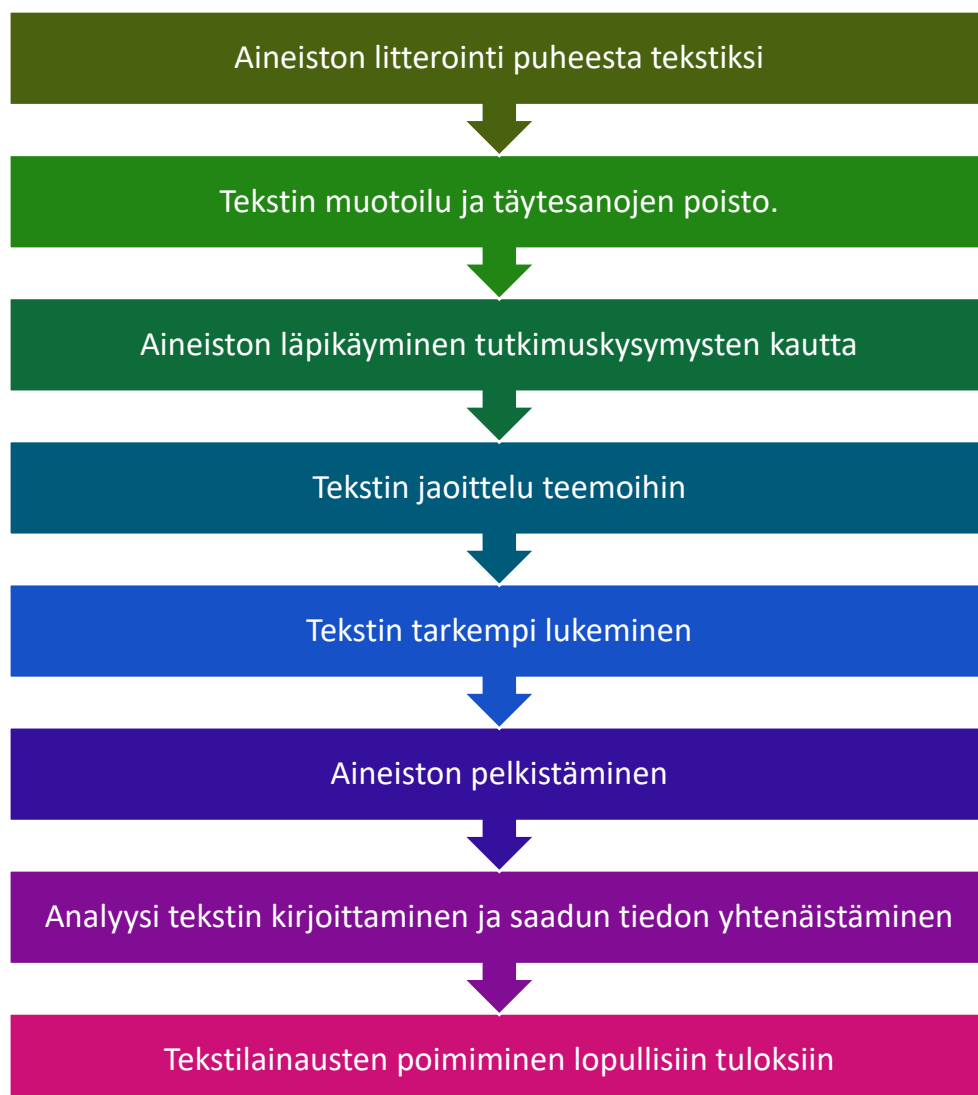 Aineiston litterointi puheesta tekstiksi
Tekstin muotoilu ja täytesanojen poisto.
Aineiston läpikäyminen tutkimuskysymysten kautta
Tekstin jaoittelu teemoihin
Tekstin tarkempi lukeminen
Aineiston pelkistäminen
Analyysi tekstin kirjoittaminen ja saadun tiedon yhtenäistäminen
Tekstilainausten poimiminen lopullisiin tuloksiin